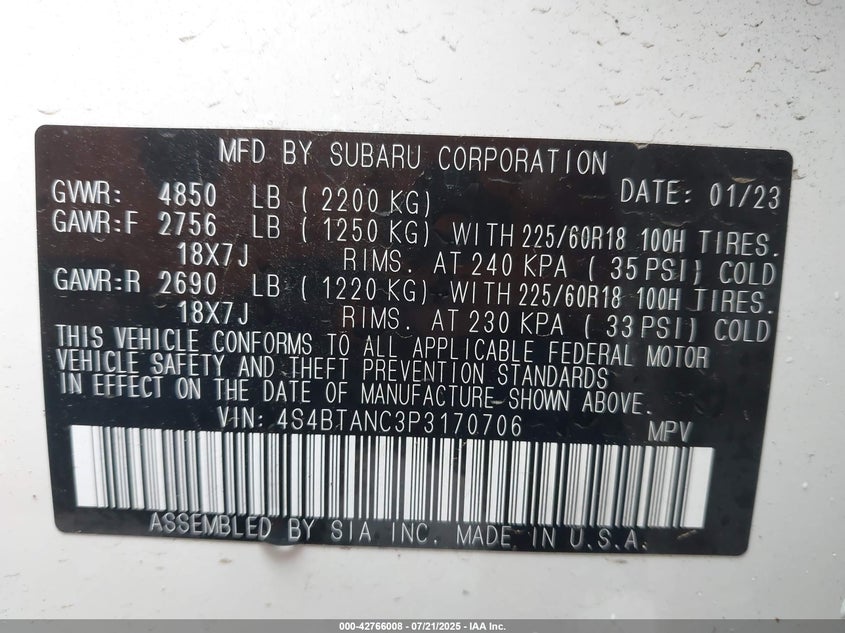 MFD BY SUBARU CORPORATION
GVWR: 4850 LB ( 2200 KG) DATE: 01/23
GAWR:F 2756 LB ( 1250 KG) WITH 225/60R18 100H TIRES.
18X7J RIMS. AT 240 KPA ( 35 PSI) COLD
GAWR:R 2690 LB ( 1220 KG) WITH 225/60R18 100H TIRES.
18X7J RIMS. AT 230 KPA ( 33 PSI) COLD
THIS VEHICLE CONFORMS TO ALL APPLICABLE FEDERAL MOTOR
VEHICLE SAFETY AND THEFT PREVENTION STANDARDS
IN EFFECT ON THE DATE OF MANUFACTURE SHOWN ABOVE.
VIN: 4S4BTANC3P3170706 MPV
ASSEMBLED BY SIA INC. MADE IN U.S.A.
000-42766008 - 07/21/2025 - IAA Inc.